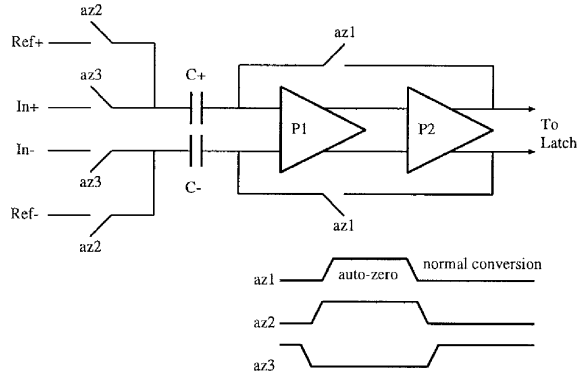 az2
Ref+
az1
az3
C+
In+
P1
P2
To
Latch
In-
az3
C-
Ref-
az2
az1
az1
auto-zero
normal conversion
az2
az3